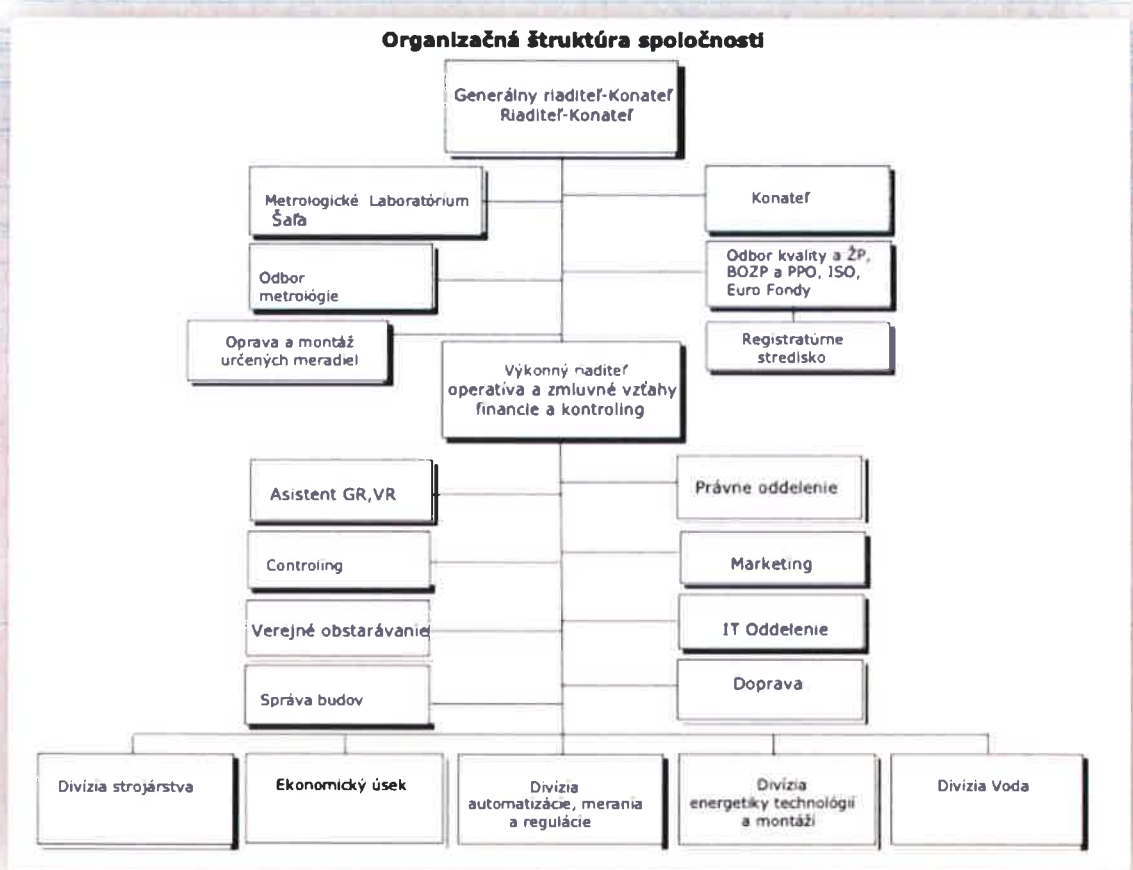 Organizačná štruktúra spoločnosti
Generálny riaditeľ-Konateľ
Riaditeľ-Konateľ
Metrologické Laboratórium
Šaľa
Konateľ
Odbor
metrológie
Odbor kvality a ŽP,
BOZP a PPO, ISO,
Euro Fondy
Oprava a montáž
určených meradiel
Registratúrne
stredisko
Výkonný riaditeľ
operatíva a zmluvné vzťahy
financie a kontroling
Asistent GR,VR
Právne oddelenie
Controling
Marketing
Verejné obstarávanie
IT Oddelenie
Správa budov
Doprava
Divízia strojárstva
Ekonomický úsek
Divízia
automatizácie, merania
a regulácie
Divízia
energetiky technológií
a montáží
Divízia Voda